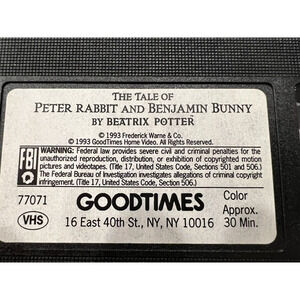 THE TALE OF
PETER RABBIT AND BENJAMIN BUNNY
BY BEATRIX POTTER
©1993 Frederick Warne & Co.
©1993 GoodTimes Home Video. All Rights Reserved.
FBI
WARNING: Federal law provides severe civil and criminal penalties for the
unauthorized reproduction, distribution, or exhibition of copyrighted motion
pictures and videotapes. (Title 17, United States Code, Sections 501 and 506).
The Federal Bureau of Investigation investigates allegations of criminal copyright
infringement. (Title 17, United States Code, Section 506).
77071
GOODTIMES
Color
VHS
16 East 40th St., NY, NY 10016
Approx.
30 Min.